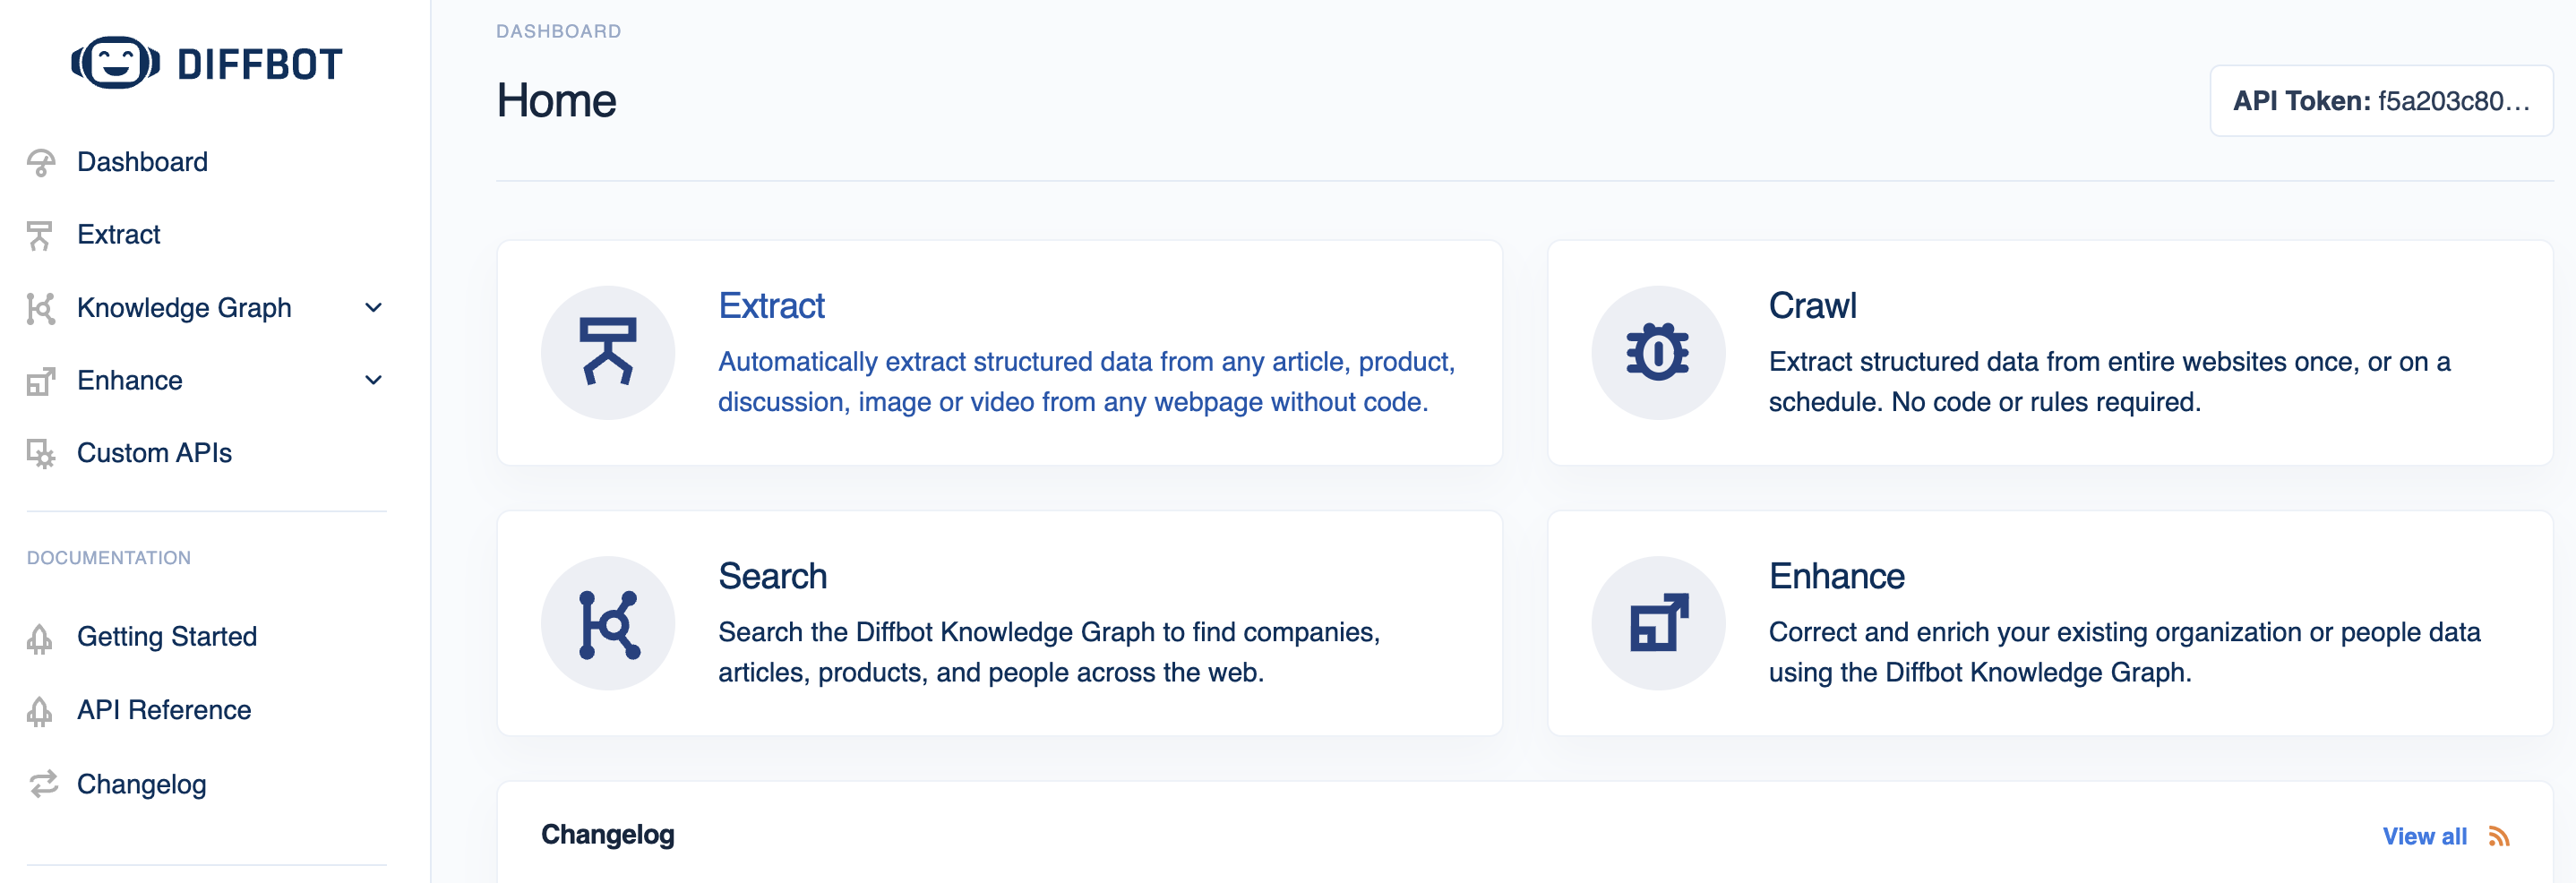 DIFFBOT
Dashboard
Extract
Knowledge Graph
Enhance
Custom APIs
DOCUMENTATION
Getting Started
API Reference
Changelog
DASHBOARD
Home
API Token: f5a203c80...
Extract
Automatically extract structured data from any article, product,
discussion, image or video from any webpage without code.
Crawl
Extract structured data from entire websites once, or on a
schedule. No code or rules required.
Search
Search the Diffbot Knowledge Graph to find companies,
articles, products, and people across the web.
Enhance
Correct and enrich your existing organization or people data
using the Diffbot Knowledge Graph.
Changelog
View all